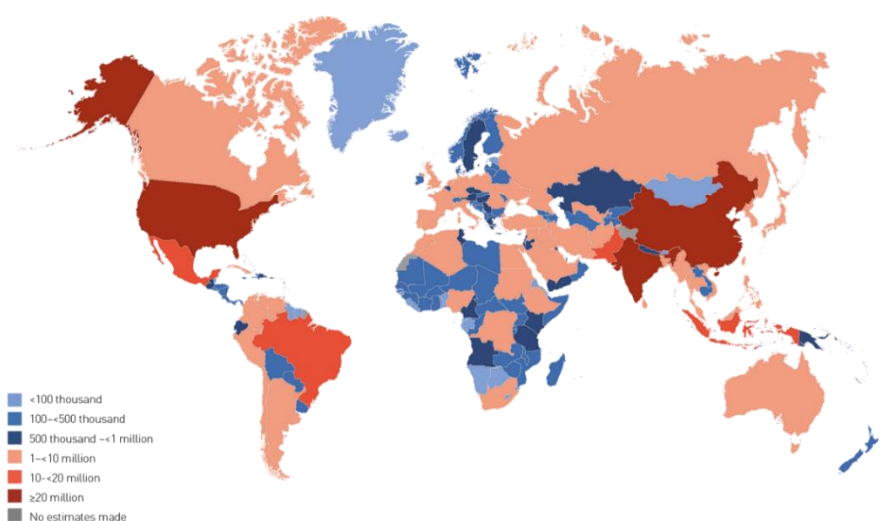 <100 thousand
100–<500 thousand
500 thousand –<1 million
1–<10 million
10-<20 million
≥20 million
No estimates made